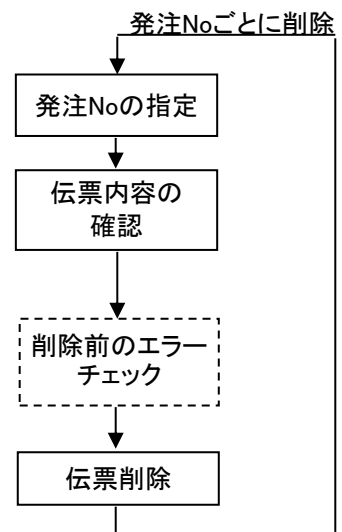 発注Noごとに削除
発注Noの指定
伝票内容の
確認
削除前のエラー
チェック
伝票削除